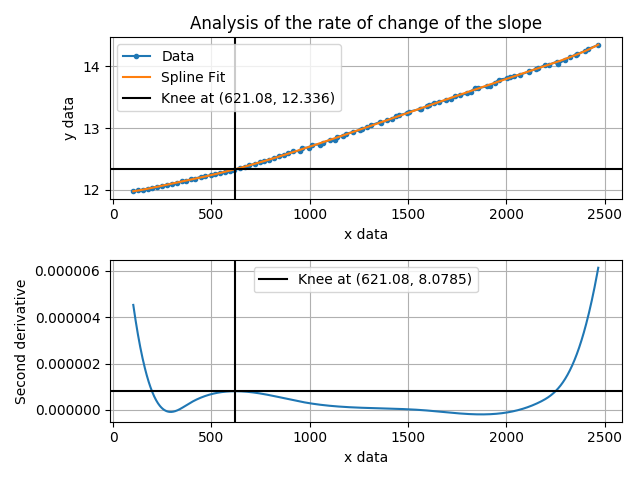 Analysis of the rate of change of the slope
Data
Spline Fit
Knee at (621.08, 12.336)
y data
14
13
12
0 500 1000 1500 2000 2500
x data
Knee at (621.08, 8.0785)
Second derivative
0.000006
0.000004
0.000002
0.000000
0 500 1000 1500 2000 2500
x data